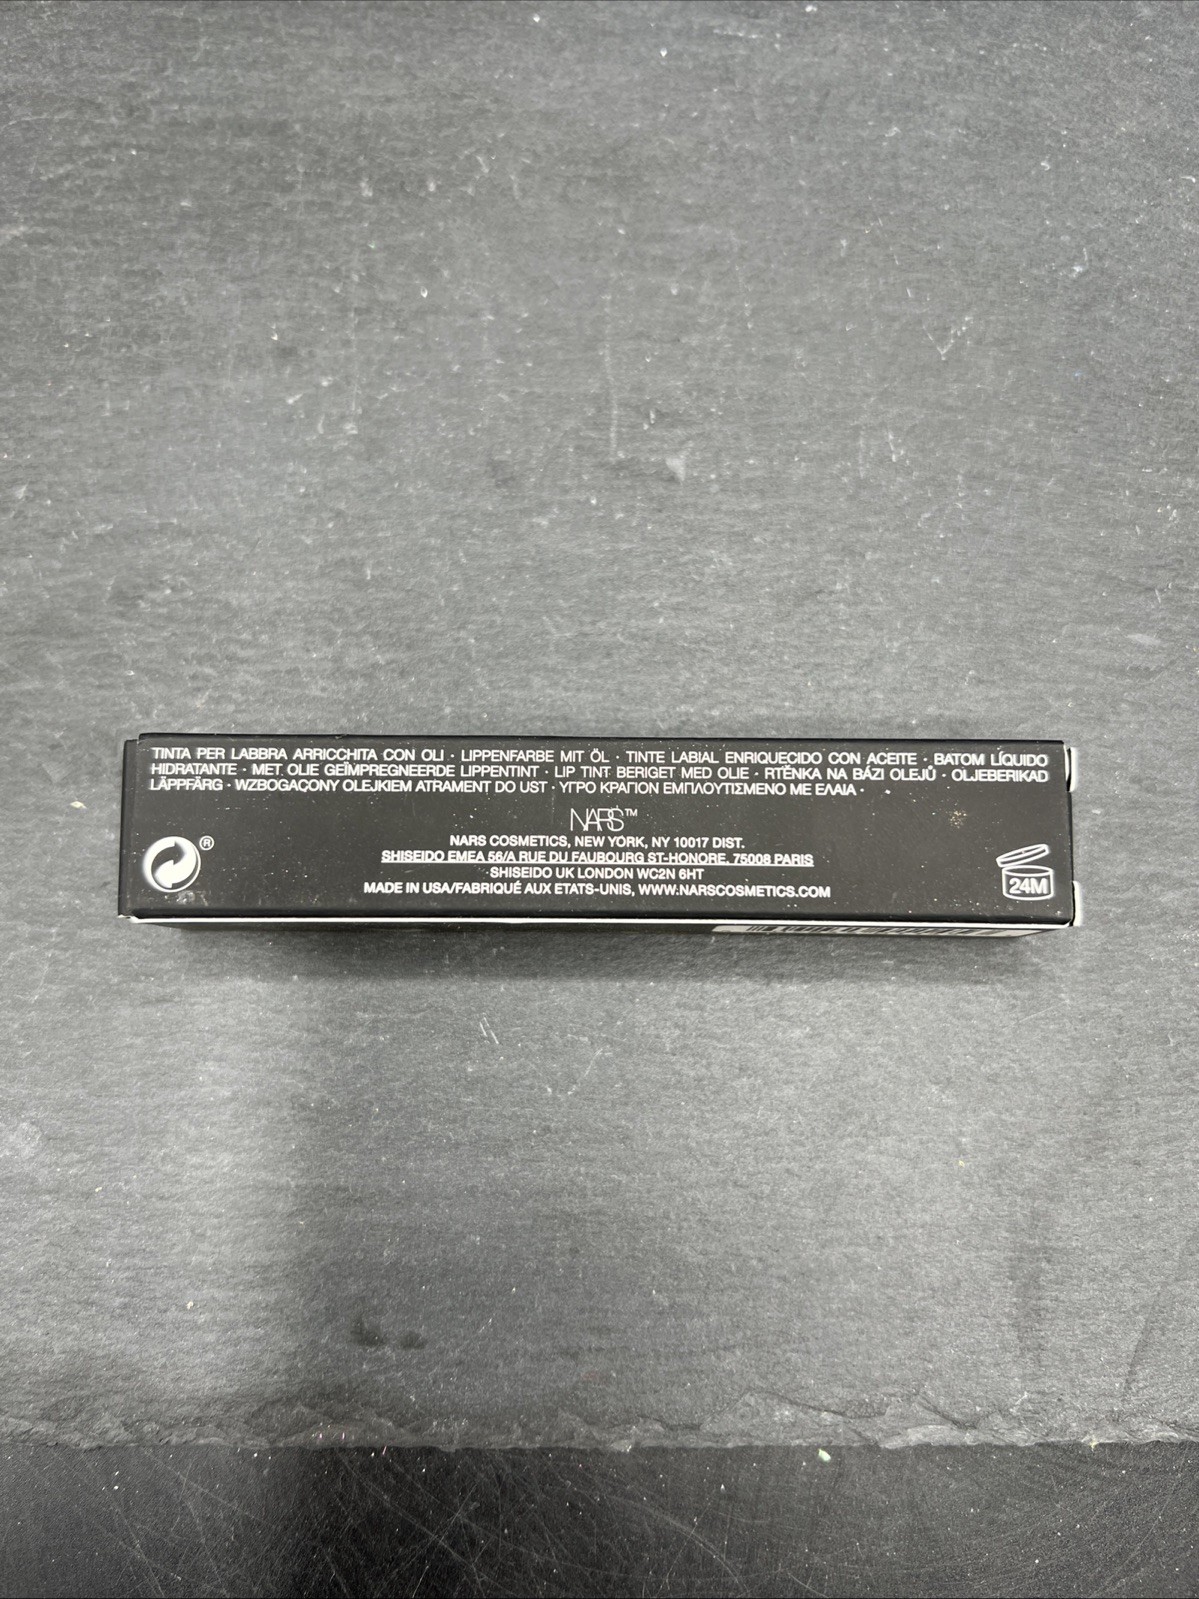 TINTA PER LABBRA ARRICCHITA CON OLI · LIPPENFARBE MIT ÖL · TINTE LABIAL ENRIQUECIDO CON ACEITE · BATOM LÍQUIDO
HIDRATANTE · MET OLIE GEÏMPREGNEERDE LIPPENTINT · LIP TINT BERIGET MED OLIE · RTĚNKA NA BÁZI OLEJŮ · OLJEBERIKAD
LÄPPFÄRG · WZBOGAÇONY OLEJKIEM ATRAMENT DO UST · ΥΓΡΟ ΚΡΑΓΙΟΝ ΕΜΠΛΟΥΤΙΣΜΕΝΟ ΜΕ ΕΛΑΙΑ ·
NARS™
NARS COSMETICS, NEW YORK, NY 10017 DIST.
SHISEIDO EMEA 56/A RUE DU FAUBOURG ST-HONORE, 75008 PARIS
SHISEIDO UK LONDON WC2N 6HT
MADE IN USA/FABRIQUÉ AUX ETATS-UNIS, WWW.NARSCOSMETICS.COM
®
24M